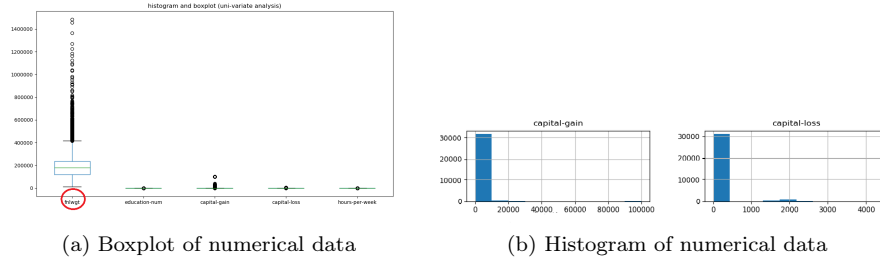 histogram and boxplot (uni-variate analysis)
1400000
1200000
1000000
800000
600000
400000
200000
0
fnlwgt education-num capital-gain capital-loss hours-per-week
capital-gain
30000
20000
10000
0
0 20000 40000 60000 80000 100000
capital-loss
30000
20000
10000
0
0 2000 4000
(a) Boxplot of numerical data
(b) Histogram of numerical data